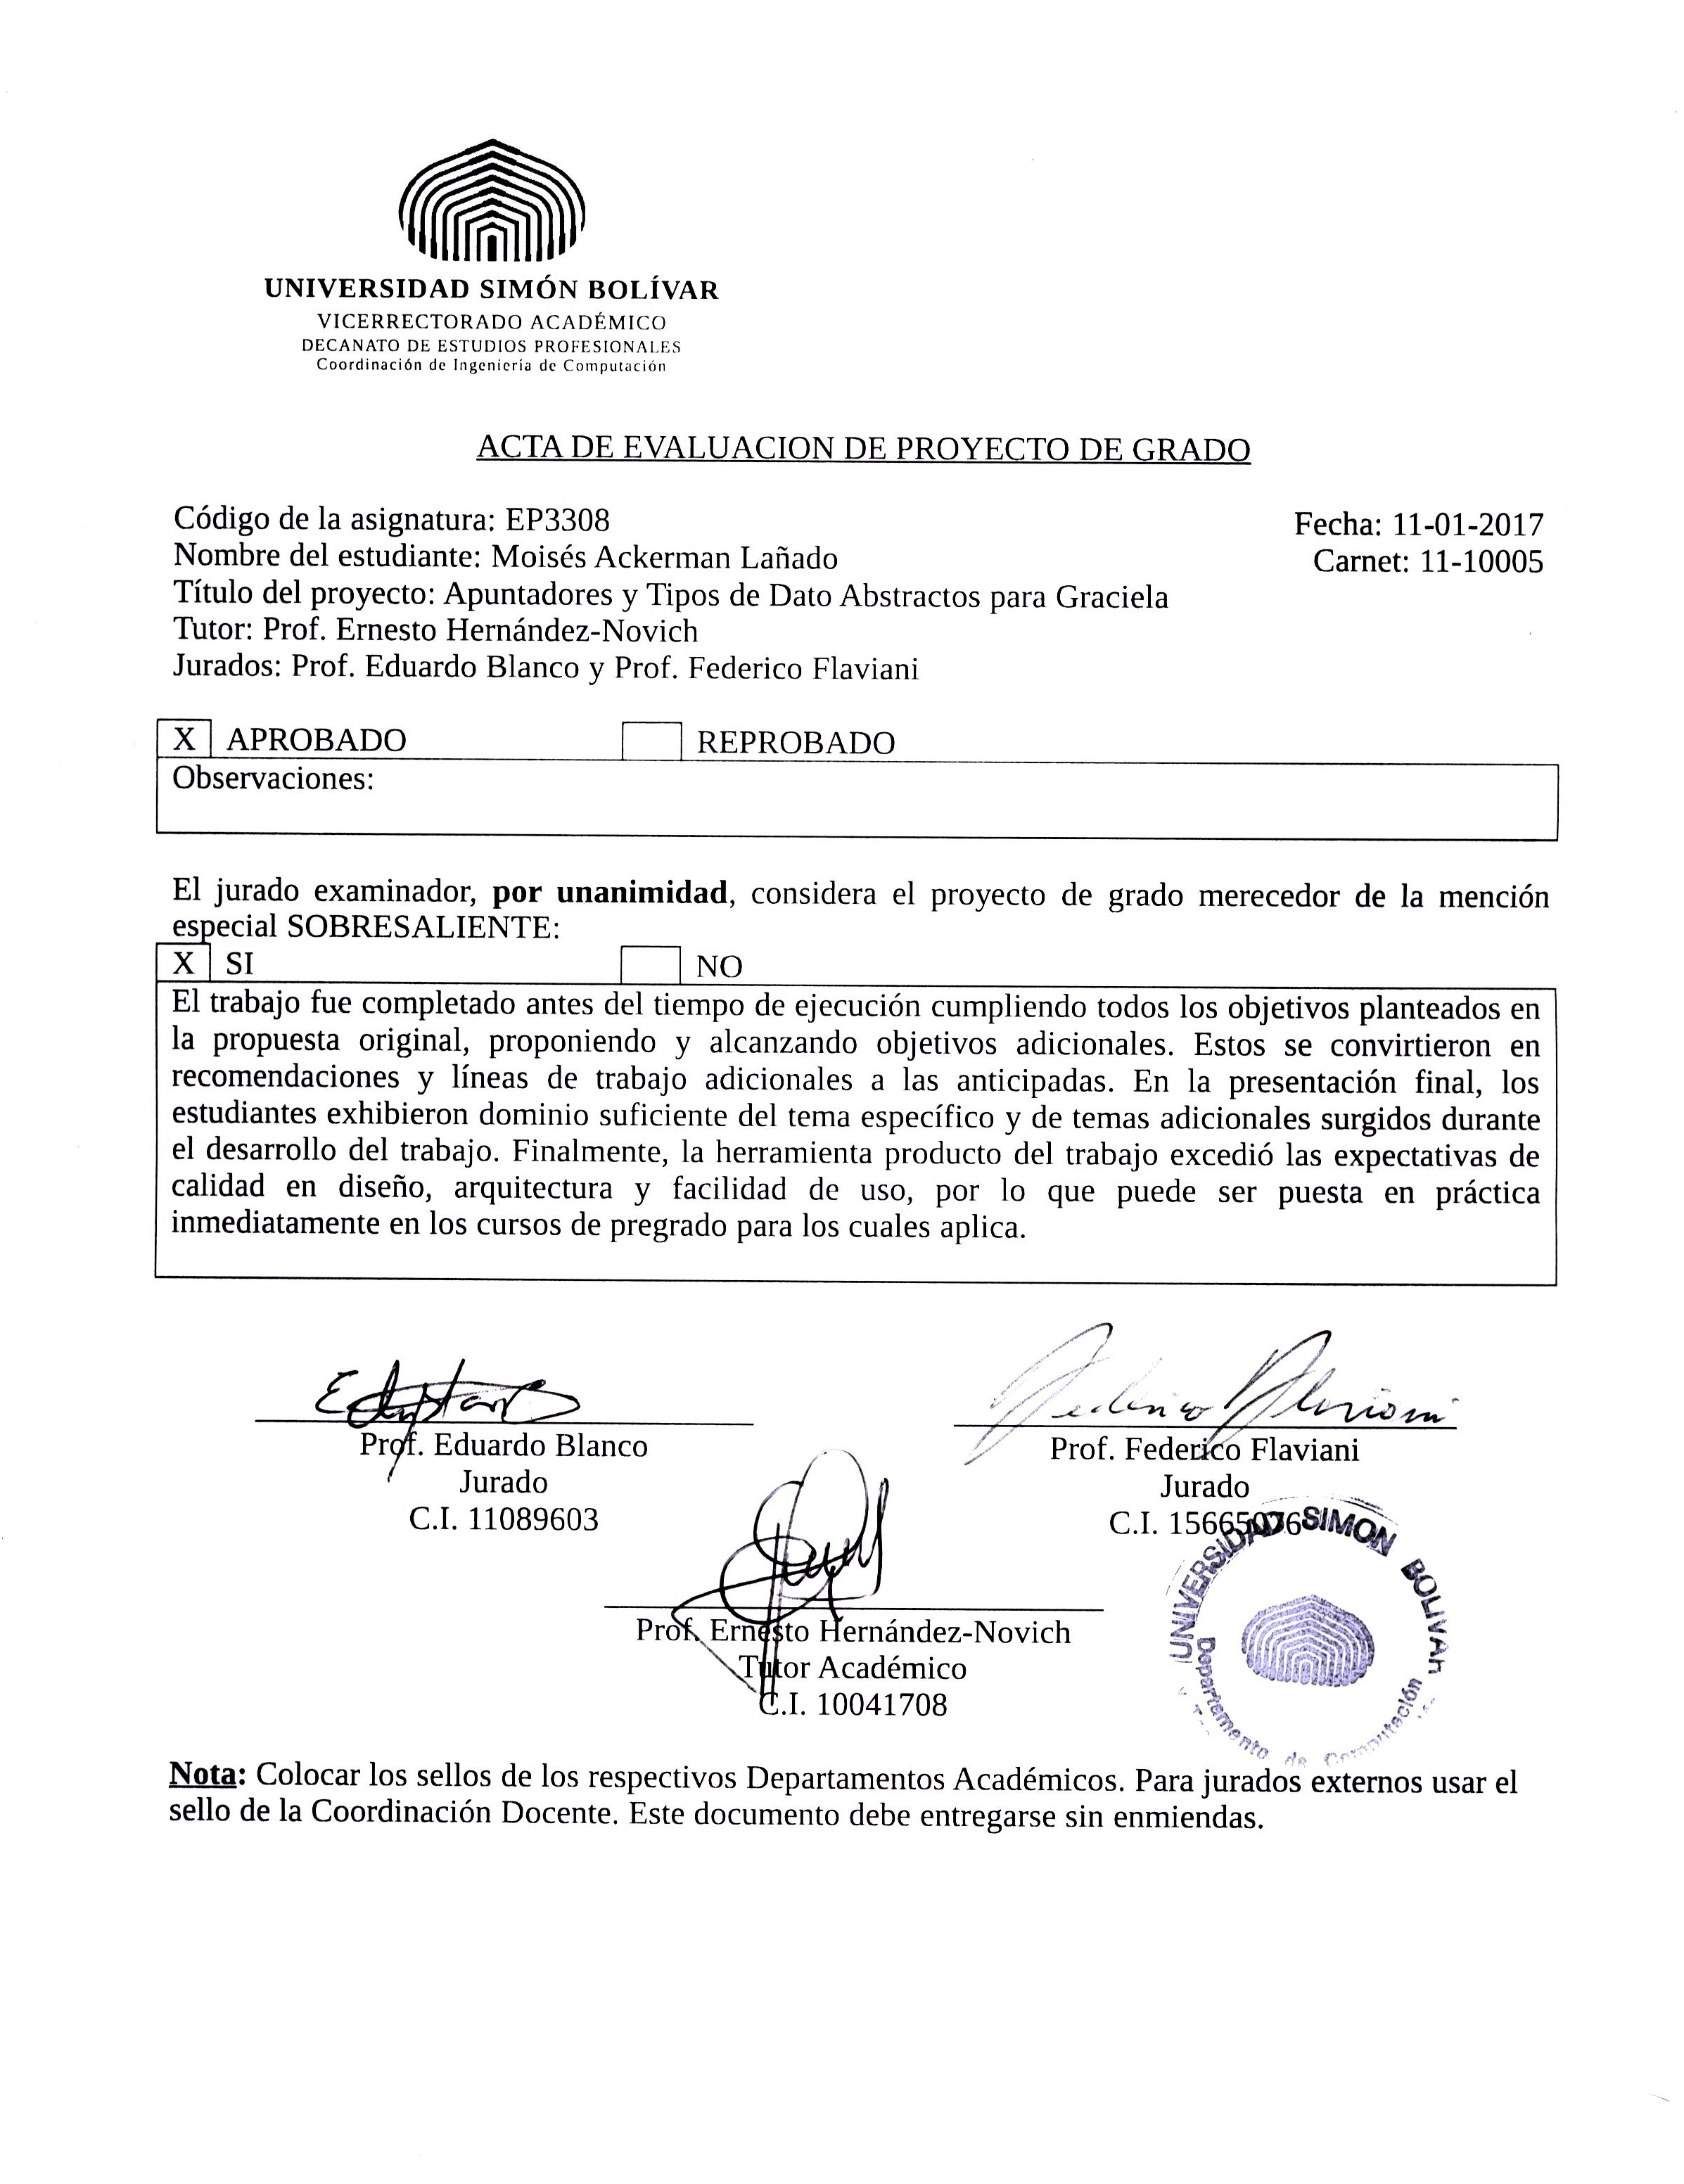 UNIVERSIDAD SIMÓN BOLÍVAR
VICERRECTORADO ACADÉMICO
DECANATO DE ESTUDIOS PROFESIONALES
Coordinación de Ingeniería de Computación
ACTA DE EVALUACION DE PROYECTO DE GRADO
Código de la asignatura: EP3308 Fecha: 11-01-2017
Nombre del estudiante: Moisés Ackerman Lañado Carnet: 11-10005
Título del proyecto: Apuntadores y Tipos de Dato Abstractos para Graciela
Tutor: Prof. Ernesto Hernández-Novich
Jurados: Prof. Eduardo Blanco y Prof. Federico Flaviani
X APROBADO REPROBADO
Observaciones:
El jurado examinador, por unanimidad, considera el proyecto de grado merecedor de la mención
especial SOBRESALIENTE:
X SI NO
El trabajo fue completado antes del tiempo de ejecución cumpliendo todos los objetivos planteados en
la propuesta original, proponiendo y alcanzando objetivos adicionales. Estos se convirtieron en
recomendaciones y líneas de trabajo adicionales a las anticipadas. En la presentación final, los
estudiantes exhibieron dominio suficiente del tema específico y de temas adicionales surgidos durante
el desarrollo del trabajo. Finalmente, la herramienta producto del trabajo excedió las expectativas de
calidad en diseño, arquitectura y facilidad de uso, por lo que puede ser puesta en práctica
inmediatamente en los cursos de pregrado para los cuales aplica.
Federico Flaviani
Prof. Eduardo Blanco
Jurado
C.I. 11089603
Prof. Federico Flaviani
Jurado
C.I.
UNIVERSIDAD SIMON BOLIVAR
Departamento de Computación
Prof. Ernesto Hernández-Novich
Tutor Académico
C.I. 10041708
Nota: Colocar los sellos de los respectivos Departamentos Académicos. Para jurados externos usar el
sello de la Coordinación Docente. Este documento debe entregarse sin enmiendas.